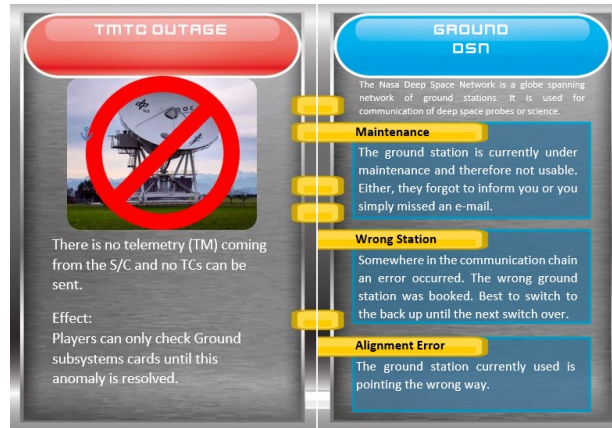 TMTC OUTAGE
There is no telemetry (TM) coming
from the S/C and no TCs can be
sent.
Effect:
Players can only check Ground
subsystems cards until this
anomaly is resolved.
GROUND
DSN
The Nasa Deep Space Network is a globe spanning
network of ground stations. It is used for
communication of deep space probes or science.
Maintenance
The ground station is currently under
maintenance and therefore not usable.
Either, they forgot to inform you or you
simply missed an e-mail.
Wrong Station
Somewhere in the communication chain
an error occurred. The wrong ground
station was booked. Best to switch to
the back up until the next switch over.
Alignment Error
The ground station currently used is
pointing the wrong way.